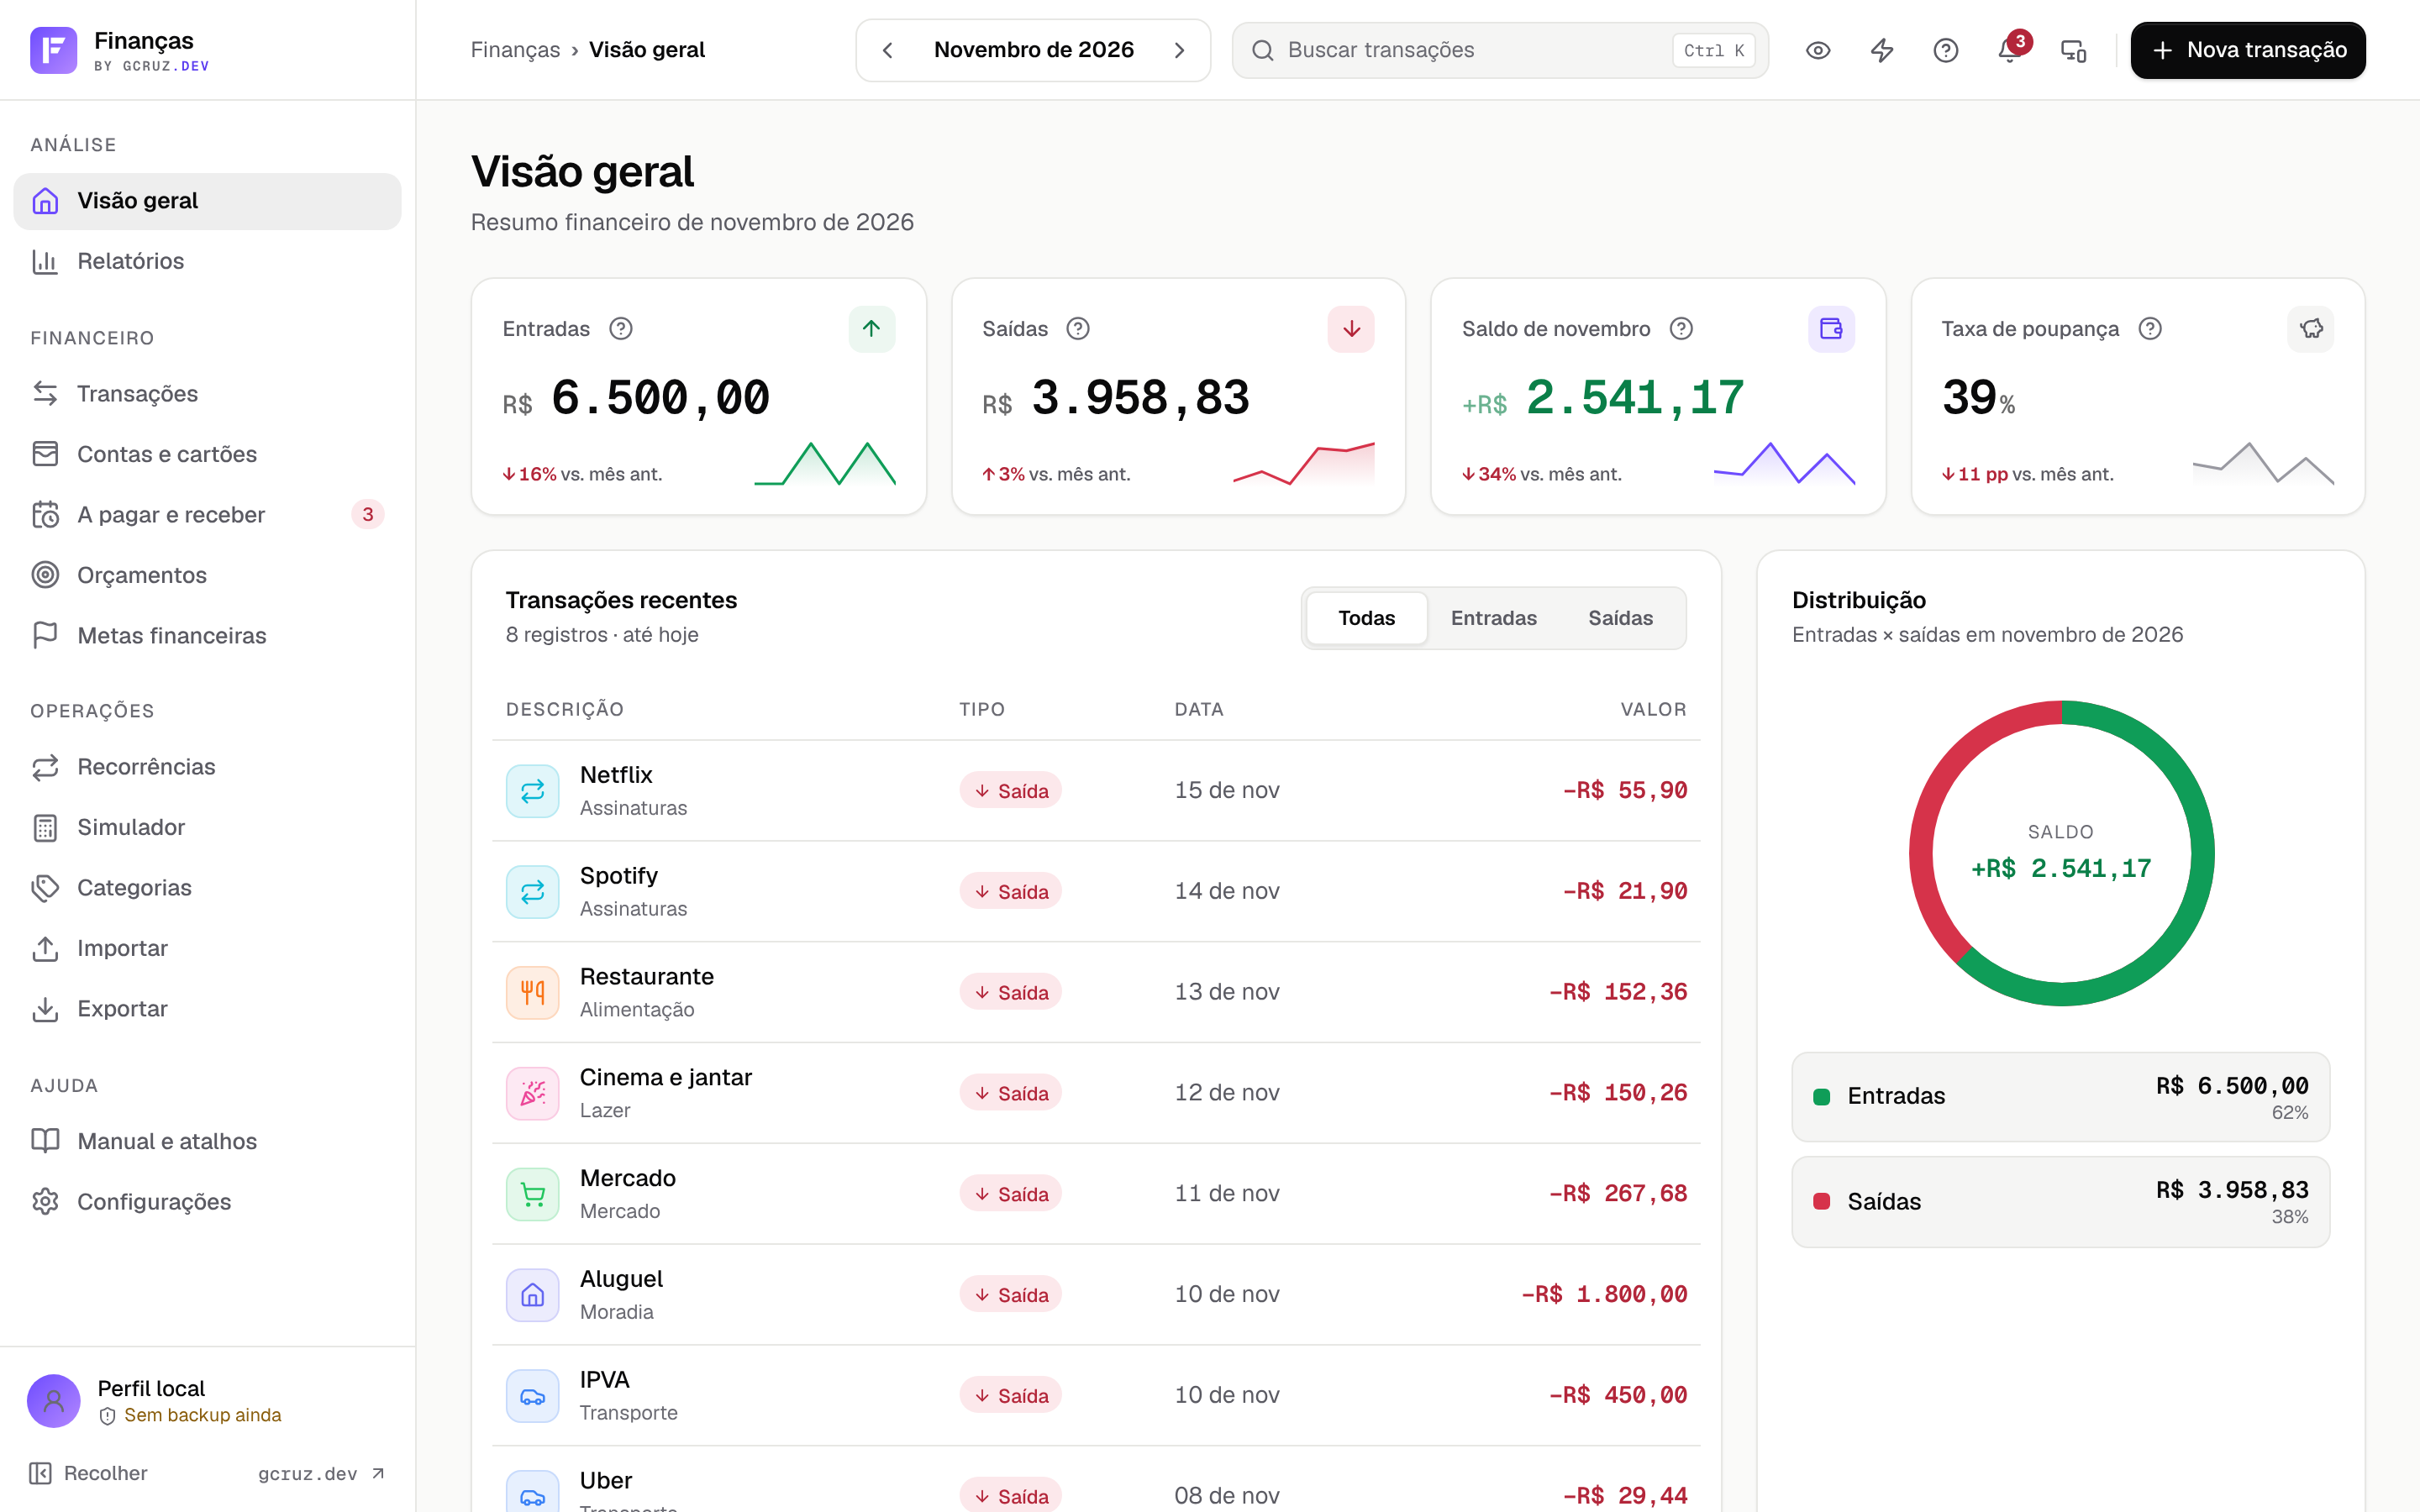 Finanças
BY GCRUZ.DEV
ANÁLISE
Visão geral
Relatórios
FINANCEIRO
Transações
Contas e cartões
A pagar e receber 3
Orçamentos
Metas financeiras
OPERAÇÕES
Recorrências
Simulador
Categorias
Importar
Exportar
AJUDA
Manual e atalhos
Configurações
Perfil local
Sem backup ainda
Recolher gcruz.dev
Finanças › Visão geral
Novembro de 2026
Buscar transações Ctrl K
3
Nova transação
Visão geral
Resumo financeiro de novembro de 2026
Entradas
R$ 6.500,00
16% vs. mês ant.
Saídas
R$ 3.958,83
3% vs. mês ant.
Saldo de novembro
+R$ 2.541,17
34% vs. mês ant.
Taxa de poupança
39%
11 pp vs. mês ant.
Transações recentes
8 registros · até hoje
Todas Entradas Saídas
DESCRIÇÃO TIPO DATA VALOR
Netflix
Assinaturas
Saída 15 de nov −R$ 55,90
Spotify
Assinaturas
Saída 14 de nov −R$ 21,90
Restaurante
Alimentação
Saída 13 de nov −R$ 152,36
Cinema e jantar
Lazer
Saída 12 de nov −R$ 150,26
Mercado
Mercado
Saída 11 de nov −R$ 267,68
Aluguel
Moradia
Saída 10 de nov −R$ 1.800,00
IPVA
Transporte
Saída 10 de nov −R$ 450,00
Uber
Transporte
Saída 08 de nov −R$ 29,44
Distribuição
Entradas × saídas em novembro de 2026
SALDO
+R$ 2.541,17
Entradas R$ 6.500,00
62%
Saídas R$ 3.958,83
38%